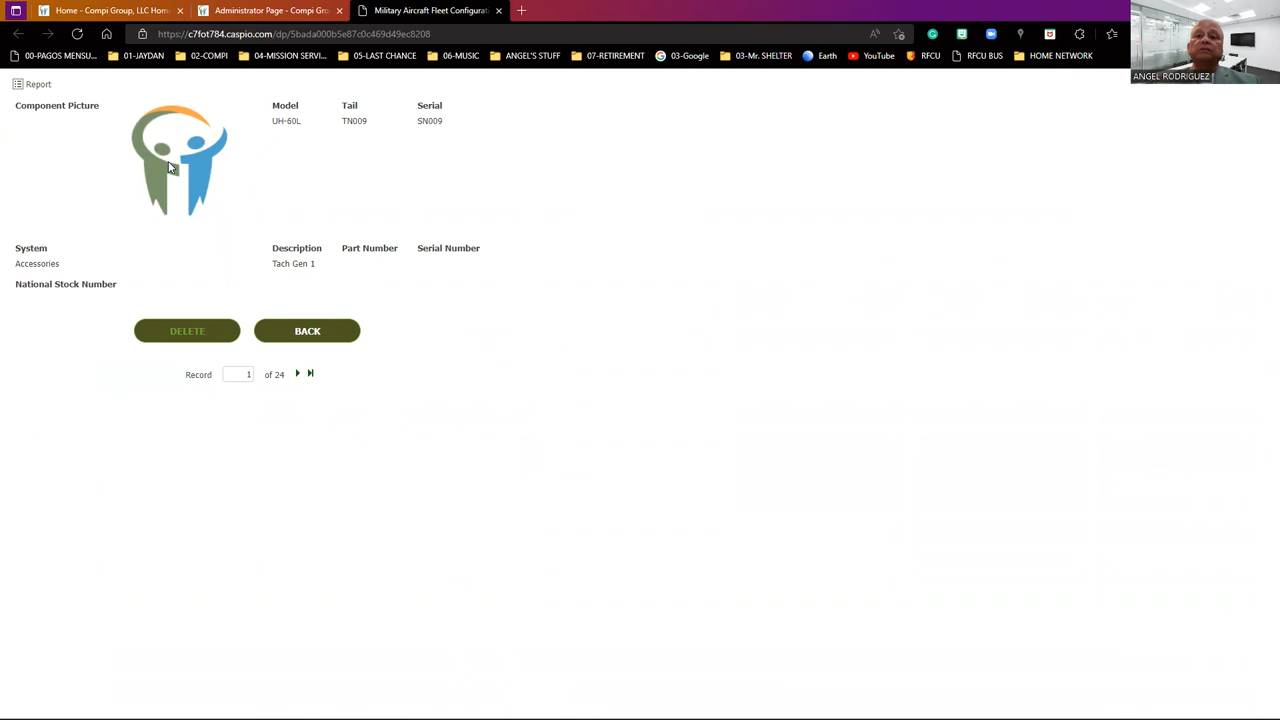 Home - Compi Group, LLC Hom
Administrator Page - Compi Gro
Military Aircraft Fleet Configurat
https://c7fot784.caspio.com/dp/5bada000b5e87c0c469d49ec8208
00-PAGOS MENSU... 01-JAYDAN 02-COMPI 04-MISSION SERVI... 05-LAST CHANCE 06-MUSIC ANGEL'S STUFF 07-RETIREMENT 03-Google 03-Mr. SHELTER Earth YouTube RFCU RFCU BUS HOME NETWORK
ANGEL RODRIGUEZ
Report
Component Picture Model Tail Serial
UH-60L TN009 SN009
System Description Part Number Serial Number
Accessories Tach Gen 1
National Stock Number
DELETE BACK
Record 1 of 24